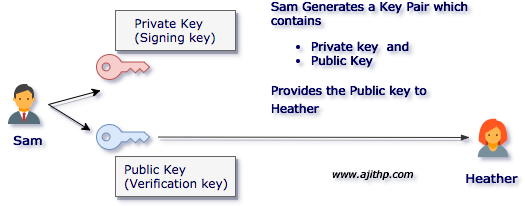 Private Key
(Signing key)
Sam Generates a Key Pair which
contains
• Private key and
• Public Key
Provides the Public key to
Heather
Sam
Public Key
(Verification key)
www.ajithp.com
Heather